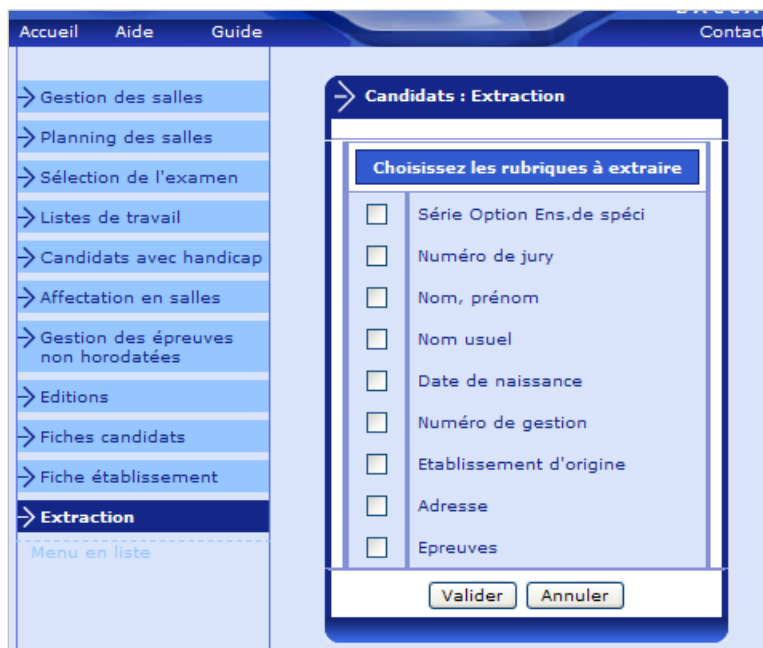 Accueil Aide Guide Contact
Gestion des salles
Planning des salles
Sélection de l'examen
Listes de travail
Candidats avec handicap
Affectation en salles
Gestion des épreuves
non horodatées
Editions
Fiches candidats
Fiche établissement
Extraction
Menu en liste
Candidats : Extraction
Choisissez les rubriques à extraire
Série Option Ens.de spéci
Numéro de jury
Nom, prénom
Nom usuel
Date de naissance
Numéro de gestion
Etablissement d'origine
Adresse
Epreuves
Valider Annuler